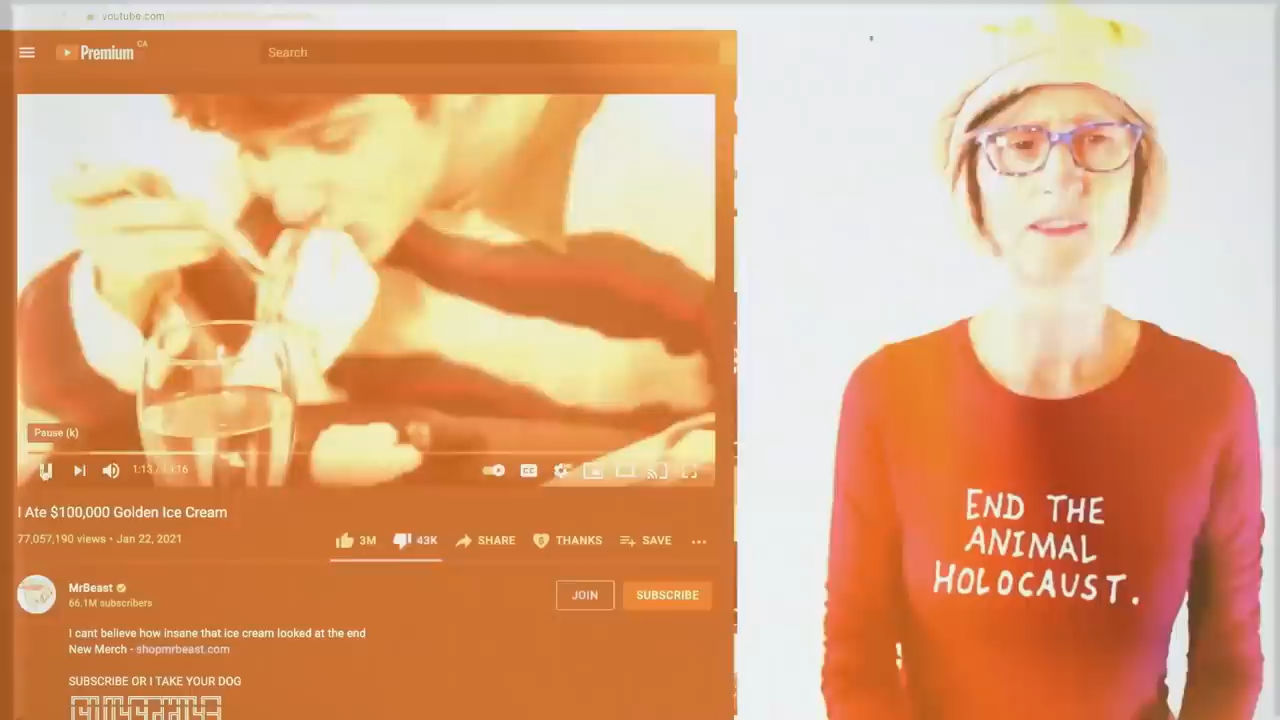 youtube.com
Premium CA
Search
Pause (k)
CC
I Ate $100,000 Golden Ice Cream
77,057,190 views • Jan 22, 2021
3M
43K
SHARE
THANKS
SAVE
MrBeast
66.1M subscribers
JOIN
SUBSCRIBE
I cant believe how insane that ice cream looked at the end
New Merch - shopmrbeast.com
SUBSCRIBE OR I TAKE YOUR DOG
END THE
ANIMAL
HOLOCAUST.